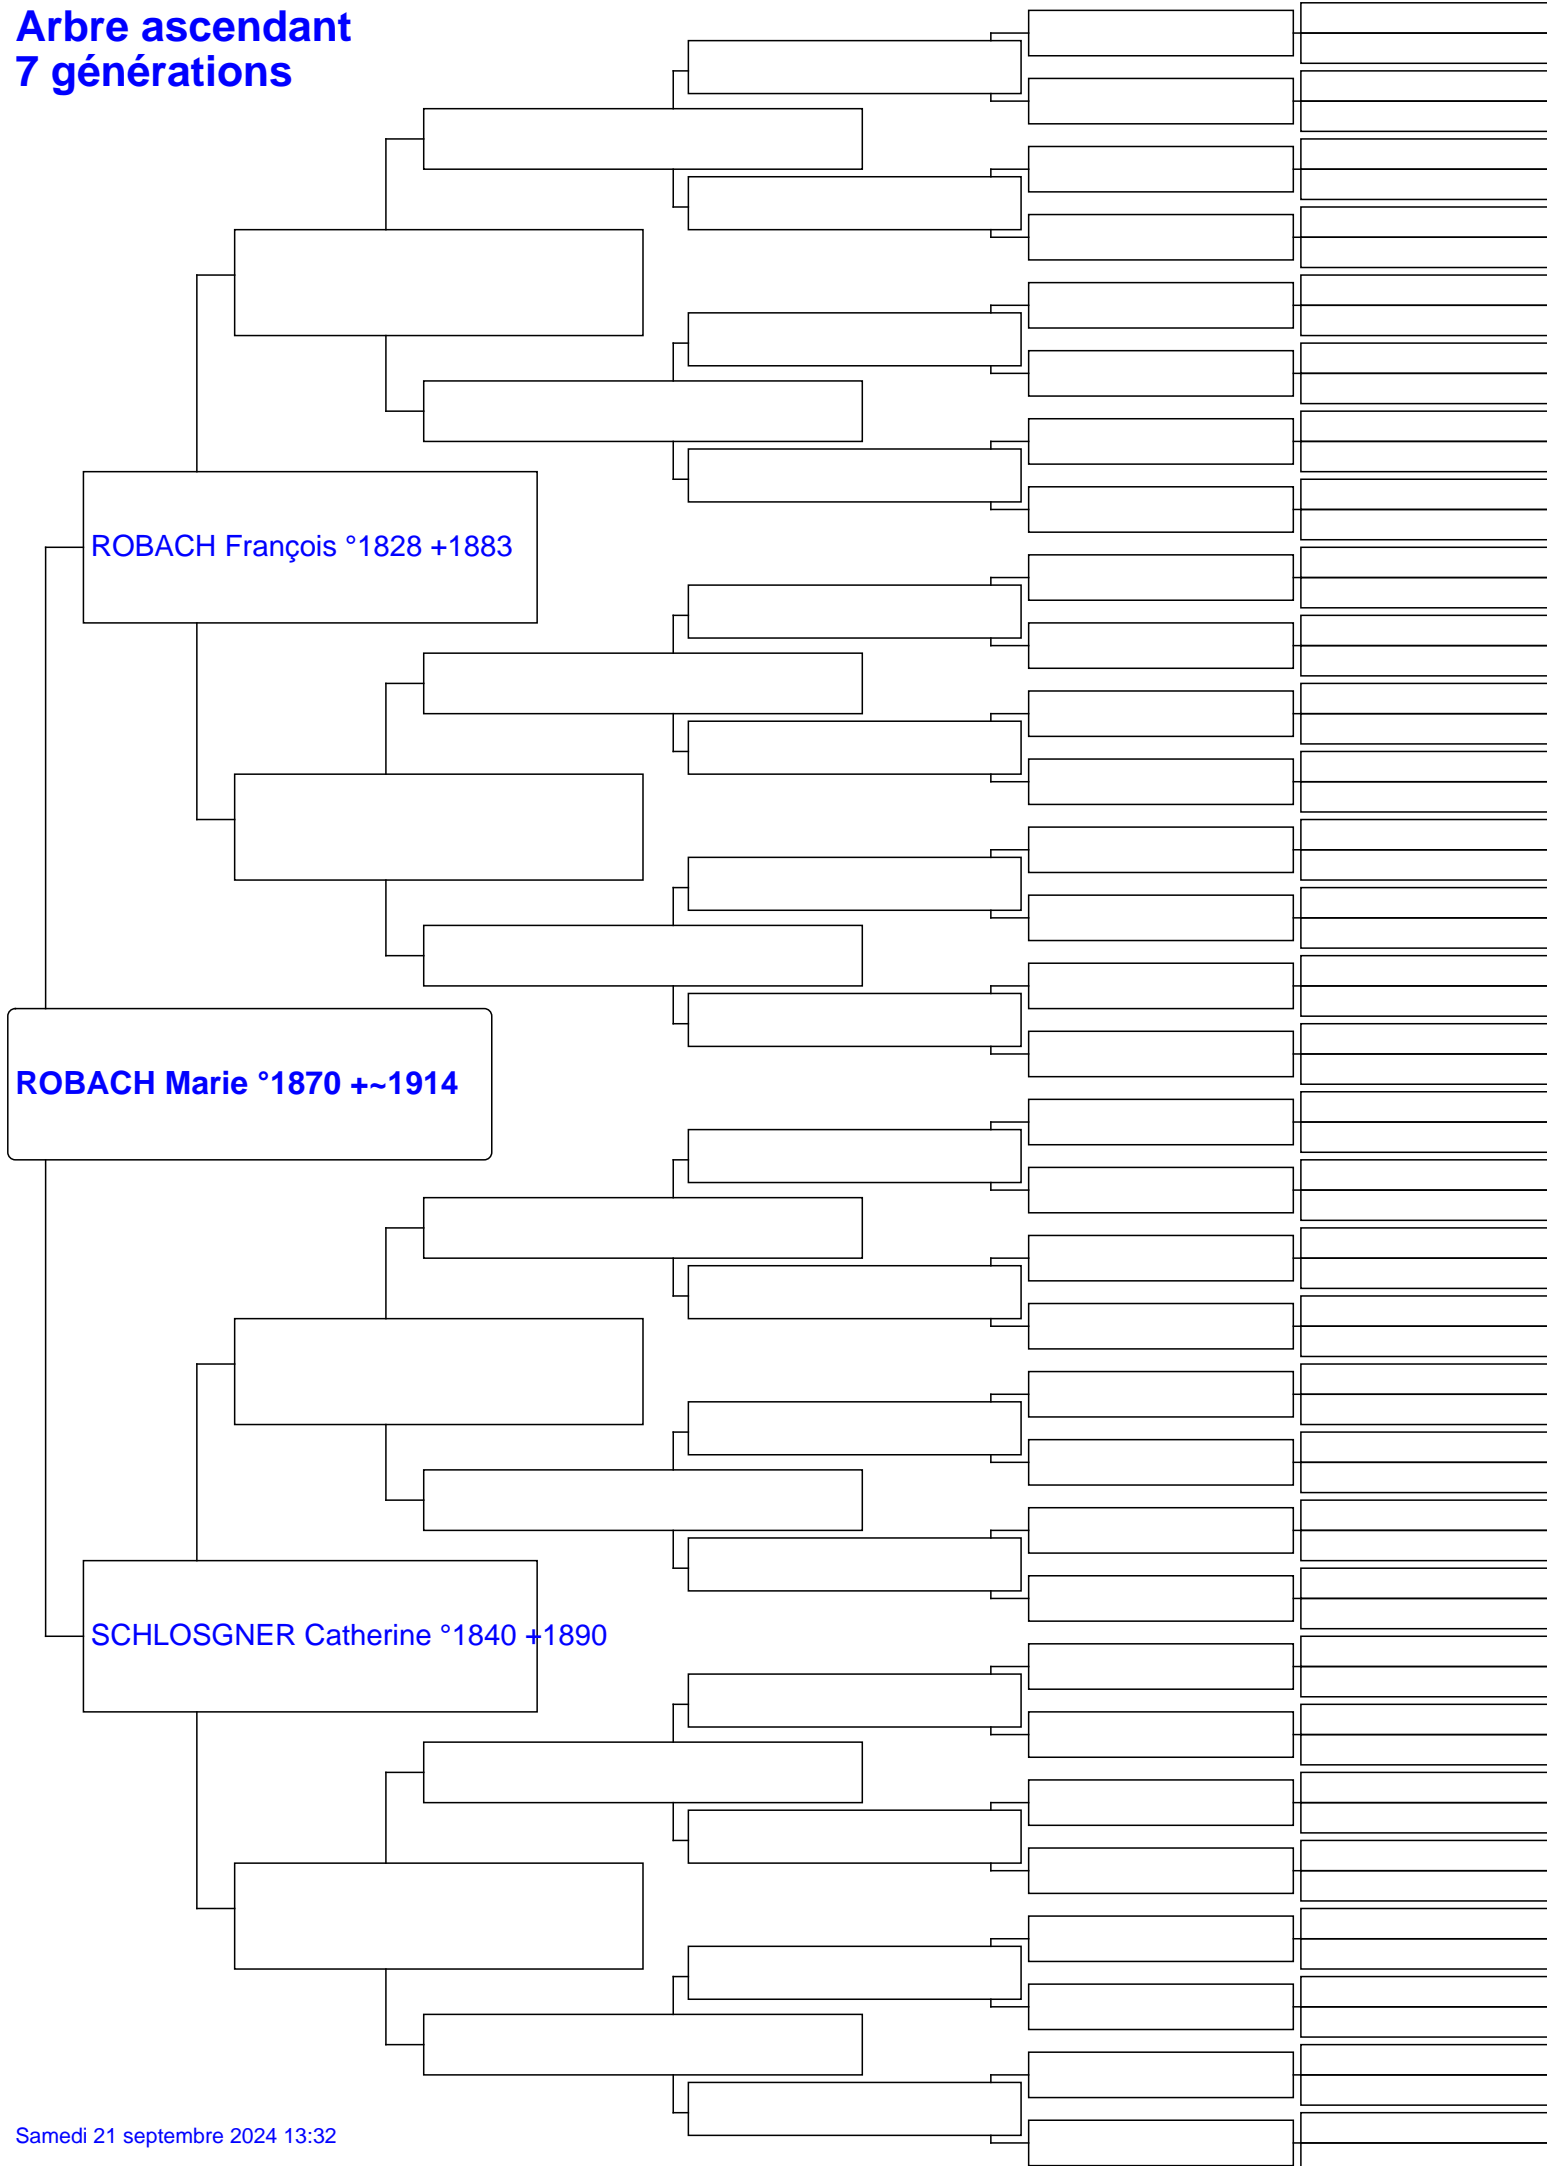 Arbre ascendant
7 générations
ROBACH François °1828 +1883
ROBACH Marie °1870 +~1914
SCHLOSGNER Catherine °1840 +1890
Samedi 21 septembre 2024 13:32